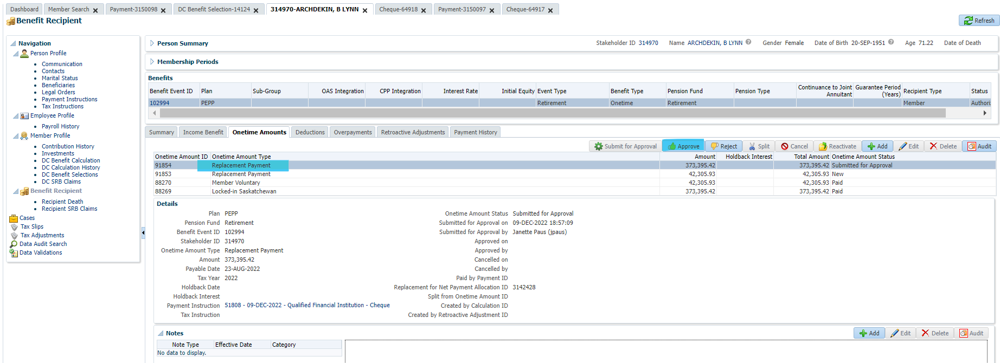 Dashboard Member Search Payment-3150098 DC Benefit Selection-14124 314970-ARCHDEKIN, B LYNN Cheque-64918 Payment-3150097 Cheque-64917
Benefit Recipient
Refresh
Navigation
Person Profile
Communication
Contacts
Marital Status
Beneficiaries
Legal Orders
Payment Instructions
Tax Instructions
Employee Profile
Payroll History
Member Profile
Contribution History
Investments
DC Benefit Calculation
DC Calculation History
DC Benefit Selections
DC SRB Claims
Benefit Recipient
Recipient Death
Recipient SRB Claims
Cases
Tax Slips
Tax Adjustments
Data Audit Search
Data Validations
Person Summary Stakeholder ID 314970 Name ARCHDEKIN, B LYNN Gender Female Date of Birth 20-SEP-1951 Age 71.22 Date of Death
Membership Periods
Benefits
Benefit Event ID Plan Sub-Group OAS Integration CPP Integration Interest Rate Initial Equity Event Type Benefit Type Pension Fund Pension Type Continuance to Joint Annuitant Guarantee Period (Years) Recipient Type Status
102994 PEPP Retirement Onetime Retirement Member Authori
Summary Income Benefit Onetime Amounts Deductions Overpayments Retroactive Adjustments Payment History
Submit for Approval Approve Reject Split Cancel Reactivate Add Edit Delete Audit
Onetime Amount ID Onetime Amount Type Amount Holdback Interest Total Amount Onetime Amount Status
91854 Replacement Payment 373,395.42 373,395.42 Submitted for Approval
91853 Replacement Payment 42,305.93 42,305.93 New
88270 Member Voluntary 42,305.93 42,305.93 Paid
88269 Locked-in Saskatchewan 373,395.42 373,395.42 Paid
Details
Plan PEPP Onetime Amount Status Submitted for Approval
Pension Fund Retirement Submitted for Approval on 09-DEC-2022 18:57:09
Benefit Event ID 102994 Submitted for Approval by Janette Paus (jpaus)
Stakeholder ID 314970 Approved on
Onetime Amount Type Replacement Payment Approved by
Amount 373,395.42 Cancelled on
Payable Date 23-AUG-2022 Cancelled by
Tax Year 2022 Paid by Payment ID
Holdback Date Replacement for Net Payment Allocation ID 3142428
Holdback Interest Split from Onetime Amount ID
Payment Instruction 51808 - 09-DEC-2022 - Qualified Financial Institution - Cheque Created by Calculation ID
Tax Instruction Created by Retroactive Adjustment ID
Notes Add Edit Delete Audit
Note Type Effective Date Category
No data to display.